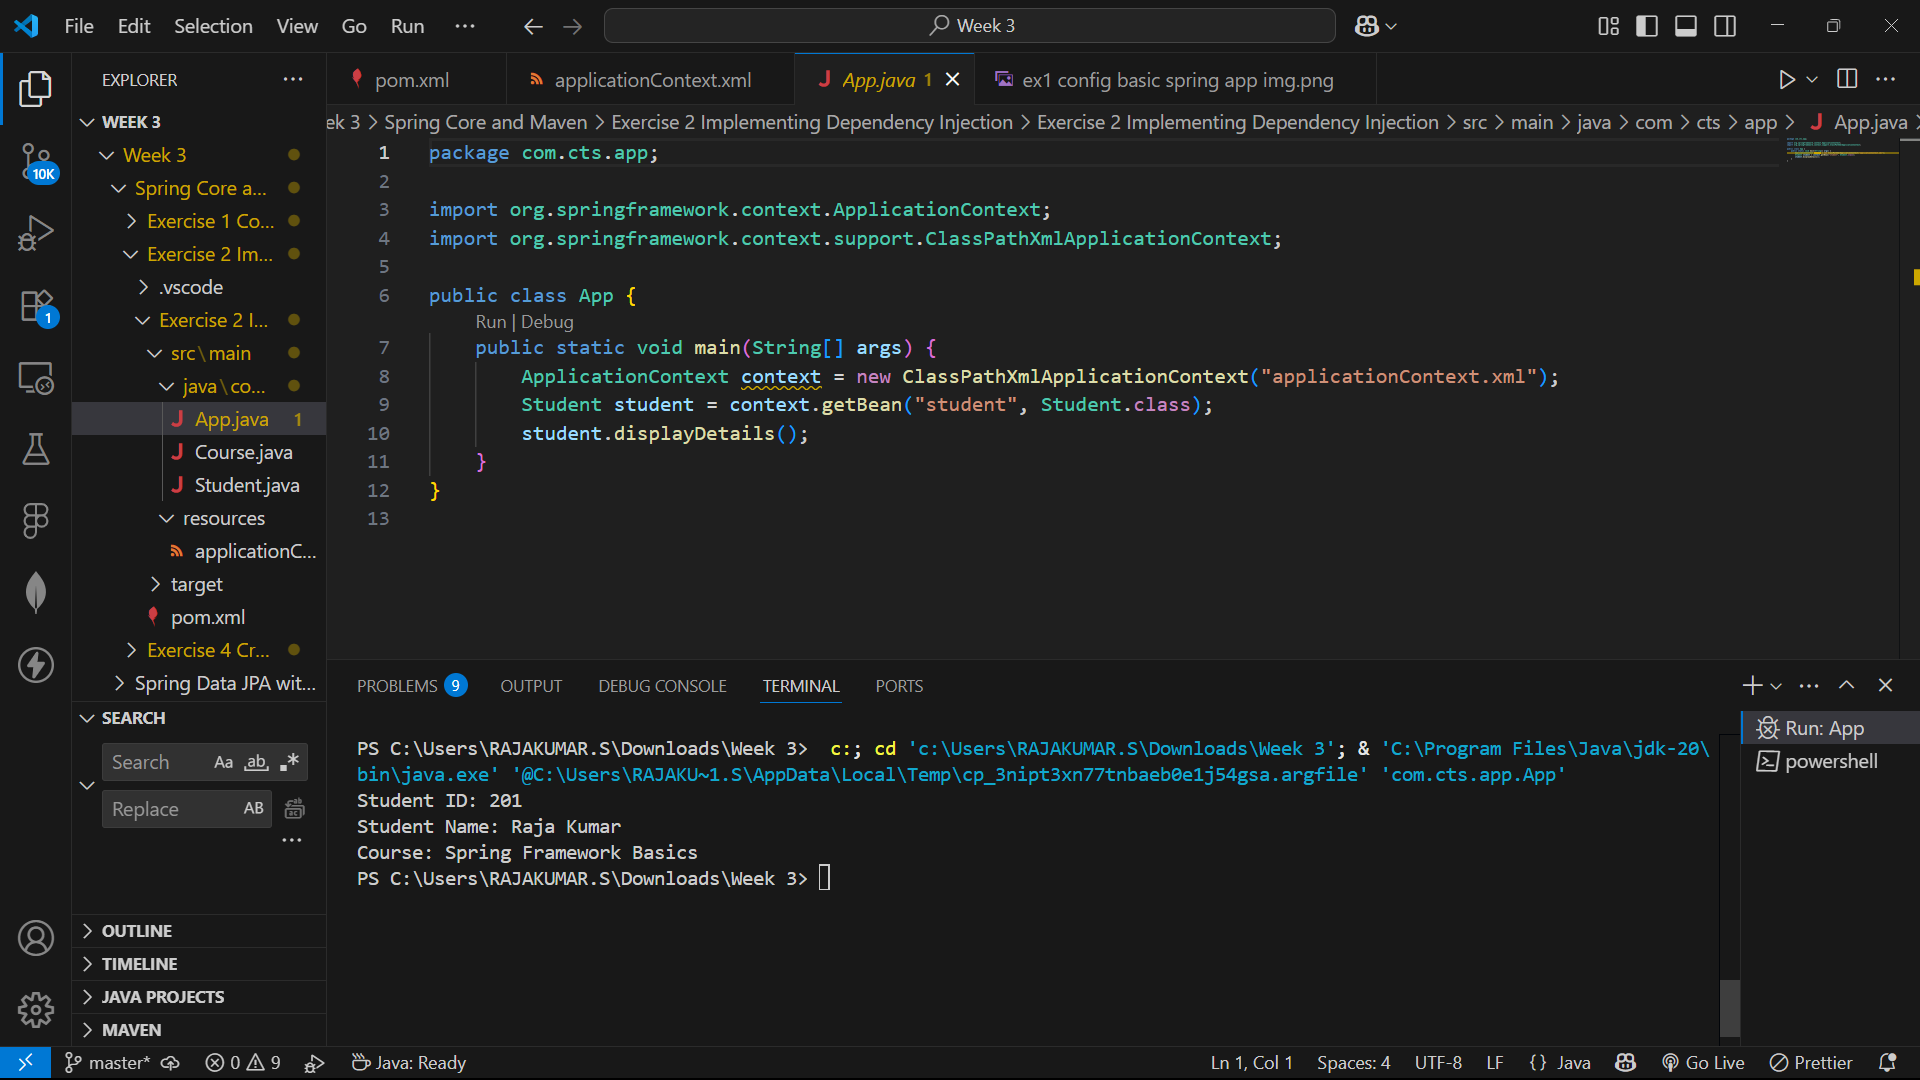 File Edit Selection View Go Run ···
Week 3
EXPLORER ···
WEEK 3
Week 3
Spring Core a...
Exercise 1 Co...
Exercise 2 Im...
.vscode
Exercise 2 I...
src\main
java\co...
App.java 1
Course.java
Student.java
resources
applicationC...
target
pom.xml
Exercise 4 Cr...
Spring Data JPA wit...
10K
1
SEARCH
Search Aa ab .*
Replace AB
···
OUTLINE
TIMELINE
JAVA PROJECTS
MAVEN
pom.xml applicationContext.xml App.java 1 ex1 config basic spring app img.png
ek 3 > Spring Core and Maven > Exercise 2 Implementing Dependency Injection > Exercise 2 Implementing Dependency Injection > src > main > java > com > cts > app > App.java >
1 package com.cts.app;
2
3 import org.springframework.context.ApplicationContext;
4 import org.springframework.context.support.ClassPathXmlApplicationContext;
5
6 public class App {
Run | Debug
7 public static void main(String[] args) {
8 ApplicationContext context = new ClassPathXmlApplicationContext("applicationContext.xml");
9 Student student = context.getBean("student", Student.class);
10 student.displayDetails();
11 }
12 }
13
PROBLEMS 9 OUTPUT DEBUG CONSOLE TERMINAL PORTS
PS C:\Users\RAJAKUMAR.S\Downloads\Week 3> c:; cd 'c:\Users\RAJAKUMAR.S\Downloads\Week 3'; & 'C:\Program Files\Java\jdk-20\
bin\java.exe' '@C:\Users\RAJAKU~1.S\AppData\Local\Temp\cp_3nipt3xn77tnbaeb0e1j54gsa.argfile' 'com.cts.app.App'
Student ID: 201
Student Name: Raja Kumar
Course: Spring Framework Basics
PS C:\Users\RAJAKUMAR.S\Downloads\Week 3>
Run: App
powershell
master* 0 9 Java: Ready Ln 1, Col 1 Spaces: 4 UTF-8 LF {} Java Go Live Prettier